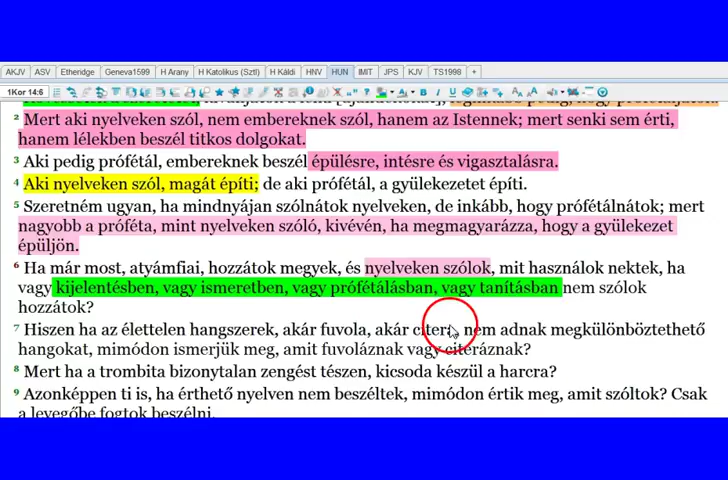 AKJV ASV Etheridge Geneva1599 H Arany H Katolikus (Sztl) H Káldi HNV HUN IMIT JPS KJV TS1998 +
1Kor 14:6
2 Mert aki nyelveken szól, nem embereknek szól, hanem az Istennek; mert senki sem érti,
hanem lélekben beszél titkos dolgokat.
3 Aki pedig prófétál, embereknek beszél épülésre, intésre és vigasztalásra.
4 Aki nyelveken szól, magát építi; de aki prófétál, a gyülekezetet építi.
5 Szeretném ugyan, ha mindnyájan szólnátok nyelveken, de inkább, hogy prófétálnátok; mert
nagyobb a próféta, mint nyelveken szóló, kivévén, ha megmagyarázza, hogy a gyülekezet
épüljön.
6 Ha már most, atyámfiai, hozzátok megyek, és nyelveken szólok, mit használok nektek, ha
vagy kijelentésben, vagy ismeretben, vagy prófétálásban, vagy tanításban nem szólok
hozzátok?
7 Hiszen ha az élettelen hangszerek, akár fuvola, akár citera, nem adnak megkülönböztethető
hangokat, mimódon ismerjük meg, amit fuvoláznak vagy citeráznak?
8 Mert ha a trombita bizonytalan zengést tészen, kicsoda készül a harcra?
9 Azonképpen ti is, ha érthető nyelven nem beszéltek, mimódon értik meg, amit szóltok? Csak
a levegőbe fogtok beszélni.